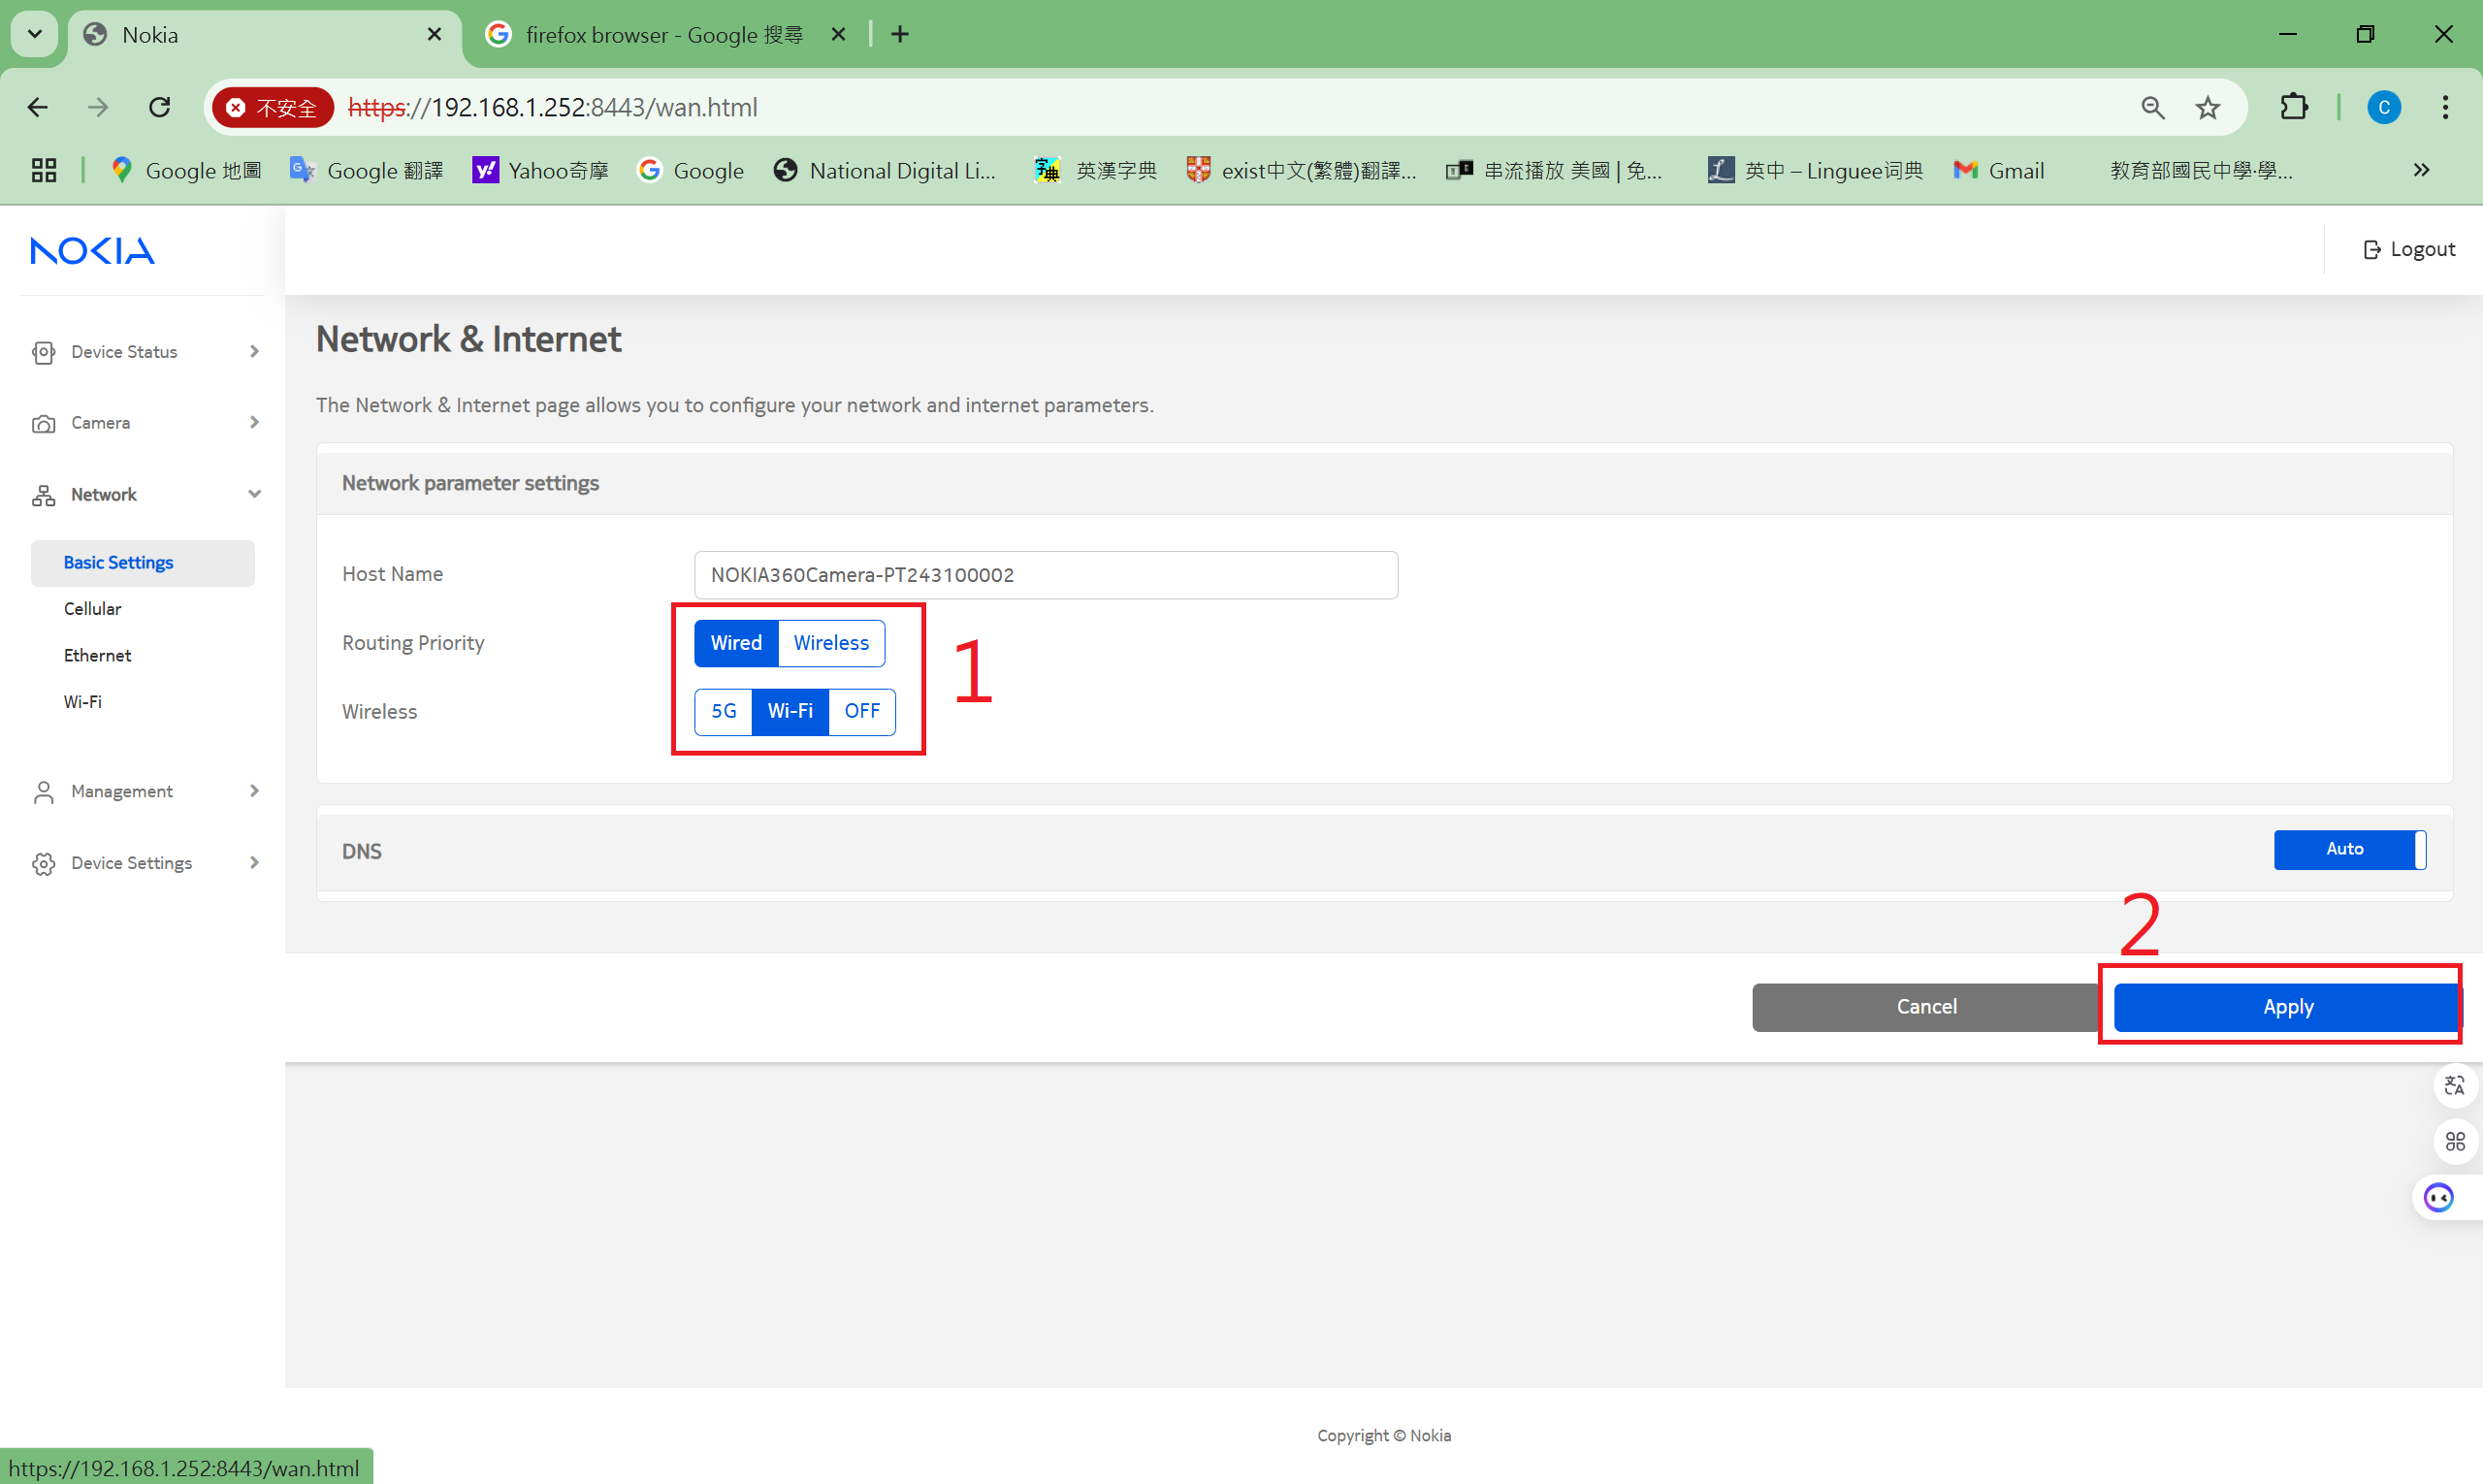 Nokia
firefox browser - Google 搜尋
不安全
https://192.168.1.252:8443/wan.html
Google 地圖
Google 翻譯
Yahoo奇摩
Google
National Digital Li...
英漢字典
exist中文(繁體)翻譯...
串流播放 美國 | 免...
英中 – Linguee词典
Gmail
教育部國民中學‧學...
NOKIA
Logout
Device Status
Camera
Network
Basic Settings
Cellular
Ethernet
Wi-Fi
Management
Device Settings
Network & Internet
The Network & Internet page allows you to configure your network and internet parameters.
Network parameter settings
Host Name
NOKIA360Camera-PT243100002
Routing Priority
Wired Wireless
1
Wireless
5G Wi-Fi OFF
DNS
Auto
2
Cancel
Apply
Copyright © Nokia
https://192.168.1.252:8443/wan.html